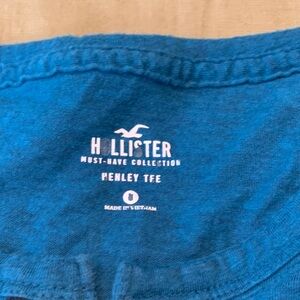 HOLLISTER
MUST-HAVE COLLECTION
HENLEY TEE
MADE IN VIETNAM